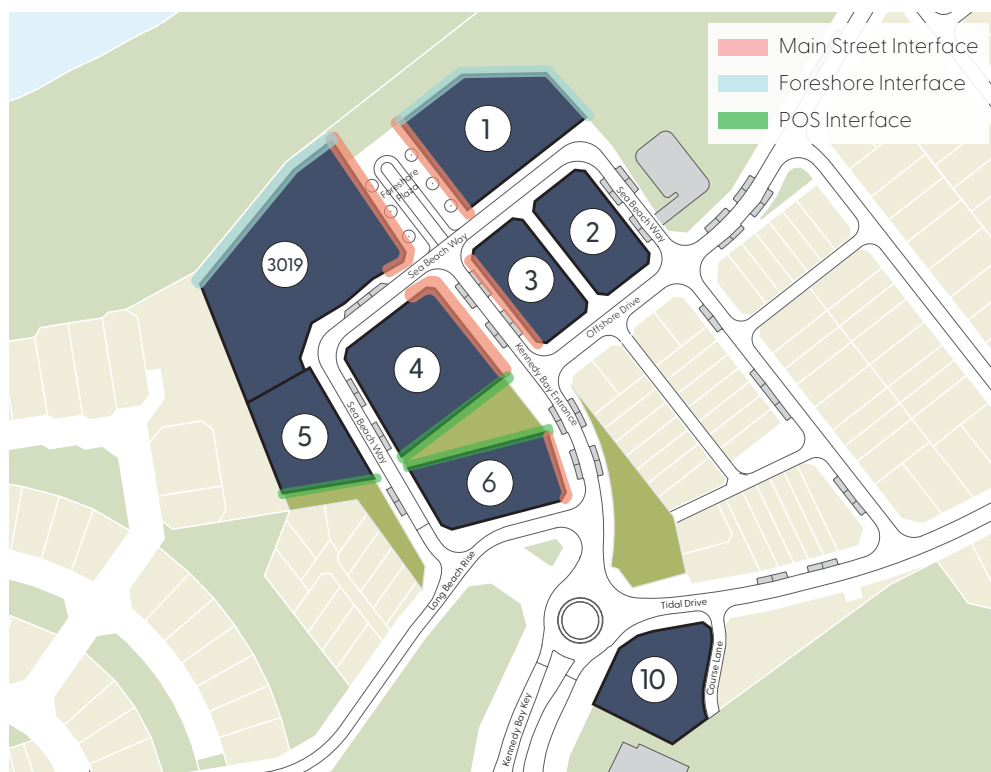 Main Street Interface
Foreshore Interface
POS Interface
1
Foreshore
Plaza
Sea Beach Way
2
3019
Sea Beach Way
3
Offshore Drive
4
Kennedy Bay Entrance
5
Sea Beach Way
6
Long Beach Rise
Tidal Drive
10
Course Lane
Kennedy Bay Key